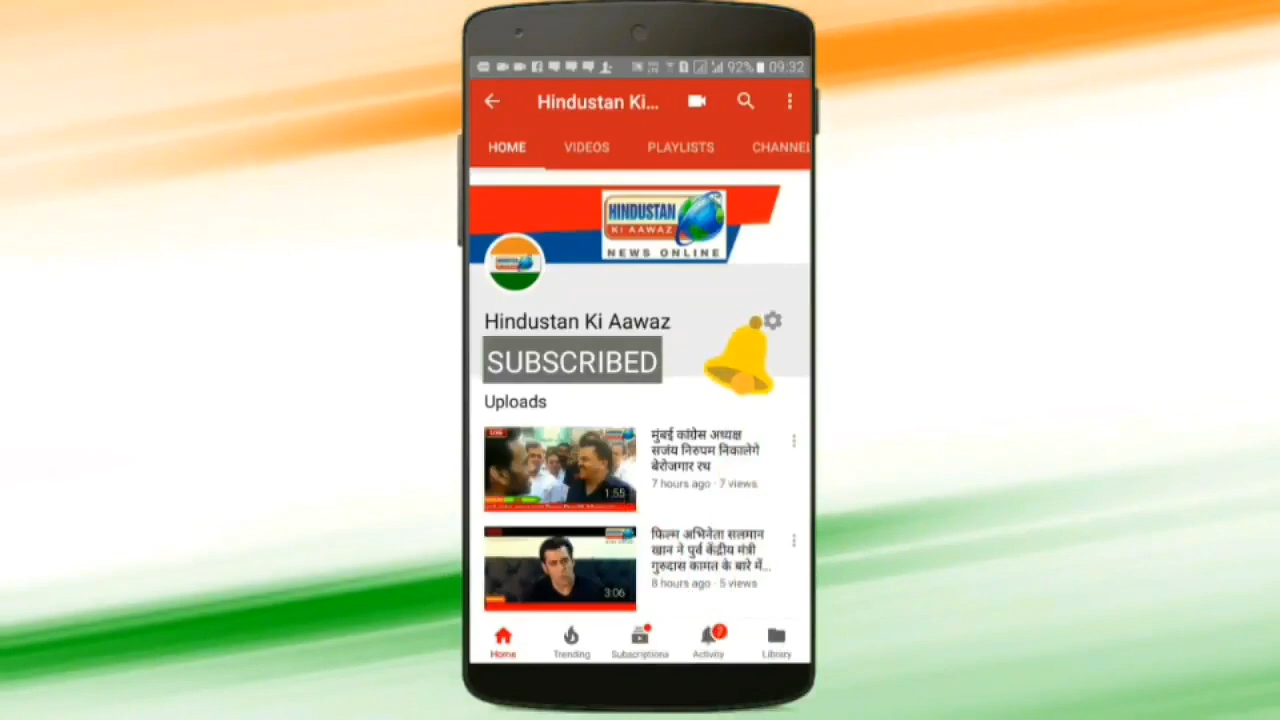 92% 09:32
Hindustan Ki...
HOME VIDEOS PLAYLISTS CHANNEL
HINDUSTAN
KI AAWAZ
NEWS ONLINE
Hindustan Ki Aawaz
SUBSCRIBED
Uploads
मुंबई कांग्रेस अध्यक्ष
सजंय निरुपम निकालेगे
बेरोजगार रथ
7 hours ago · 7 views
1:55
फिल्म अभिनेता सलमान
खान ने पुर्व केंद्रीय मंत्री
गुरुदास कामत के बारे में...
8 hours ago · 5 views
3:06
Home Trending Subscriptions Activity Library